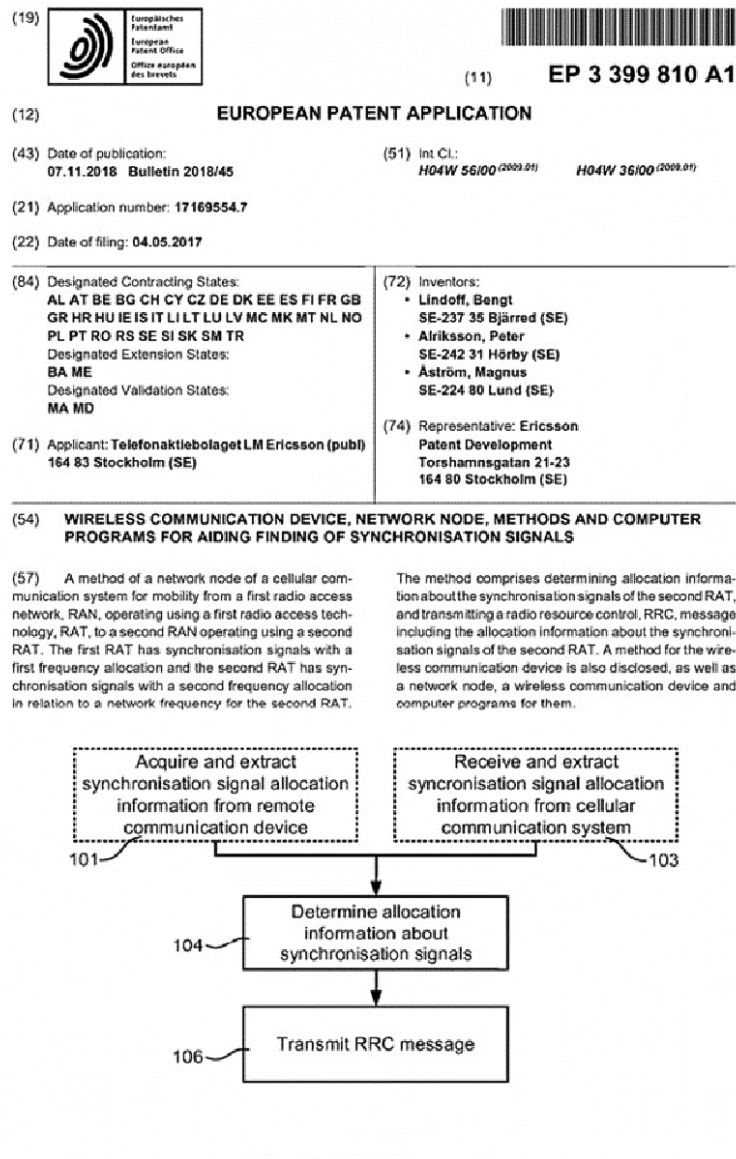 (19)
Europäisches
Patentamt
European
Patent Office
Office européen
des brevets
(11) EP 3 399 810 A1
(12) EUROPEAN PATENT APPLICATION
(43) Date of publication:
07.11.2018 Bulletin 2018/45
(21) Application number: 17169554.7
(22) Date of filing: 04.05.2017
(51) Int Cl.:
H04W 56/00 (2009.01) H04W 36/00 (2009.01)
(84) Designated Contracting States:
AL AT BE BG CH CY CZ DE DK EE ES FI FR GB
GR HR HU IE IS IT LI LT LU LV MC MK MT NL NO
PL PT RO RS SE SI SK SM TR
Designated Extension States:
BA ME
Designated Validation States:
MA MD
(71) Applicant: Telefonaktiebolaget LM Ericsson (publ)
164 83 Stockholm (SE)
(72) Inventors:
• Lindoff, Bengt
SE-237 35 Bjärred (SE)
• Alriksson, Peter
SE-242 31 Hörby (SE)
• Åström, Magnus
SE-224 80 Lund (SE)
(74) Representative: Ericsson
Patent Development
Torshamnsgatan 21-23
164 80 Stockholm (SE)
(54) WIRELESS COMMUNICATION DEVICE, NETWORK NODE, METHODS AND COMPUTER
PROGRAMS FOR AIDING FINDING OF SYNCHRONISATION SIGNALS
(57) A method of a network node of a cellular com-
munication system for mobility from a first radio access
network, RAN, operating using a first radio access tech-
nology, RAT, to a second RAN operating using a second
RAT. The first RAT has synchronisation signals with a
first frequency allocation and the second RAT has syn-
chronisation signals with a second frequency allocation
in relation to a network frequency for the second RAT.
The method comprises determining allocation informa-
tion about the synchronisation signals of the second RAT,
and transmitting a radio resource control, RRC, message
including the allocation information about the synchroni-
sation signals of the second RAT. A method for the wire-
less communication device is also disclosed, as well as
a network node, a wireless communication device and
computer programs for them.
Acquire and extract
synchronisation signal allocation
information from remote
communication device
101
Receive and extract
syncronisation signal allocation
information from cellular
communication system
103
Determine allocation
information about
synchronisation signals
104
Transmit RRC message
106